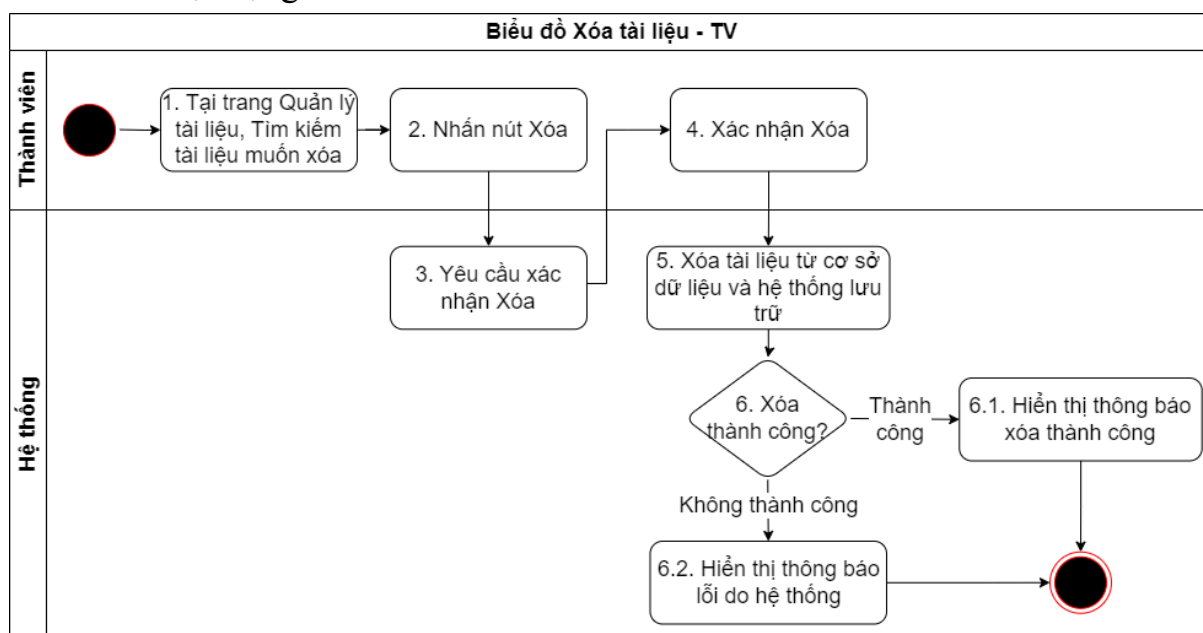 Biểu đồ Xóa tài liệu - TV
Thành viên
1. Tại trang Quản lý
tài liệu, Tìm kiếm
tài liệu muốn xóa
2. Nhấn nút Xóa
4. Xác nhận Xóa
Hệ thống
3. Yêu cầu xác
nhận Xóa
5. Xóa tài liệu từ cơ sở
dữ liệu và hệ thống lưu
trữ
6. Xóa
thành công?
Thành
công
6.1. Hiển thị thông báo
xóa thành công
Không thành công
6.2. Hiển thị thông báo
lỗi do hệ thống